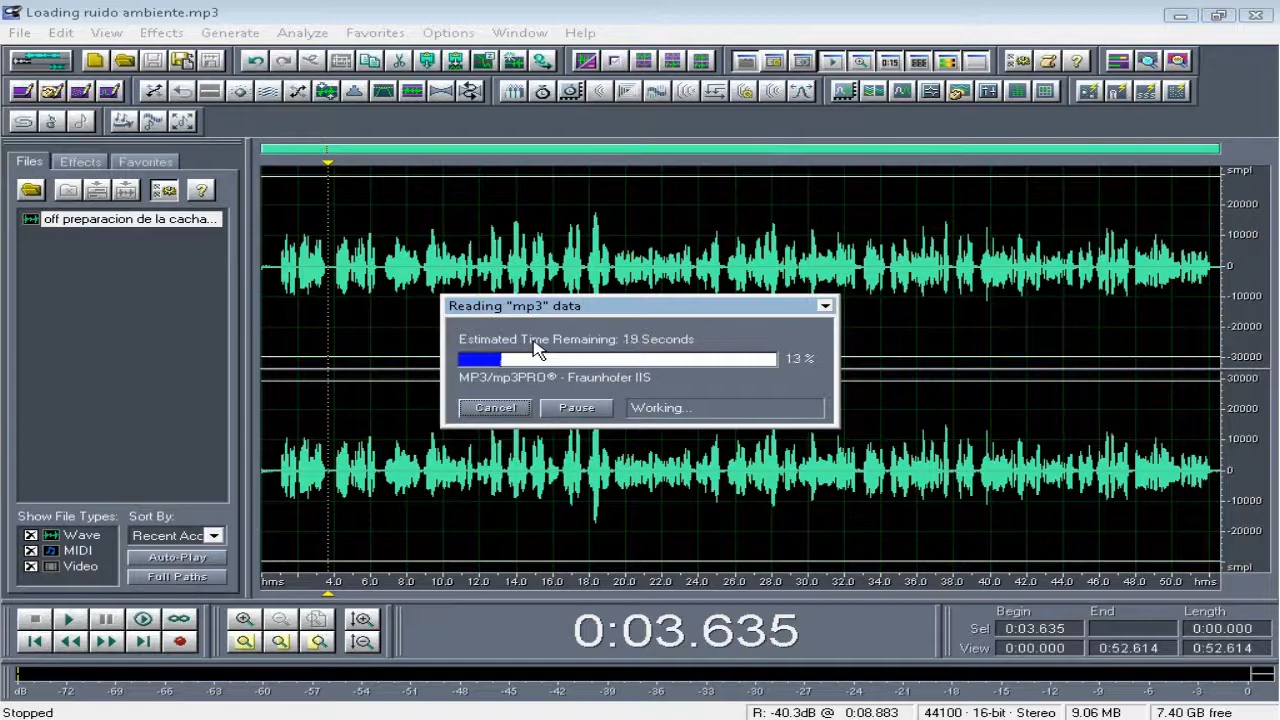 Loading ruido ambiente.mp3
File Edit View Effects Generate Analyze Favorites Options Window Help
0:15
Files Effects Favorites
off preparacion de la cacha...
Show File Types: Sort By:
Wave Recent Acc
MIDI Auto-Play
Video Full Paths
smpl
20000
10000
0
-10000
-20000
-30000
30000
20000
10000
0
-10000
-20000
smpl
Reading "mp3" data
Estimated Time Remaining: 19 Seconds
13 %
MP3/mp3PRO® - Fraunhofer IIS
Cancel Pause Working...
hms 4.0 6.0 8.0 10.0 12.0 14.0 16.0 18.0 20.0 22.0 24.0 26.0 28.0 30.0 32.0 34.0 36.0 38.0 40.0 42.0 44.0 46.0 48.0 50.0 hms
0:03.635
Begin End Length
Sel 0:03.635 0:00.000
View 0:00.000 0:52.614 0:52.614
dB -72 -69 -66 -63 -60 -57 -54 -51 -48 -45 -42 -39 -36 -33 -30 -27 -24 -21 -18 -15 -12 -9 -6 -3 0
Stopped R: -40.3dB @ 0:08.883 44100 · 16-bit · Stereo 9.06 MB 7.40 GB free